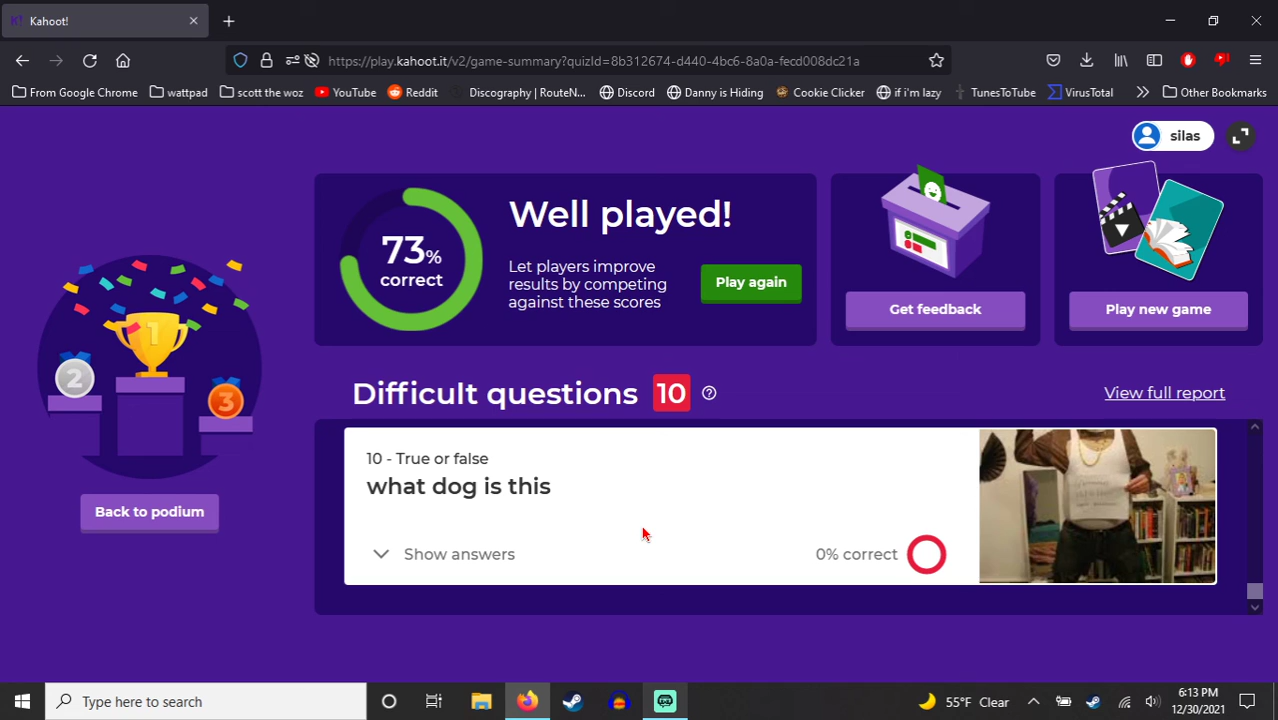 Kahoot!
https://play.kahoot.it/v2/game-summary?quizId=8b312674-d440-4bc6-8a0a-fecd008dc21a
From Google Chrome
wattpad
scott the woz
YouTube
Reddit
Discography | RouteN...
Discord
Danny is Hiding
Cookie Clicker
if i'm lazy
TunesToTube
VirusTotal
Other Bookmarks
silas
73% correct
Well played!
Let players improve
results by competing
against these scores
Play again
Get feedback
Play new game
1
2
3
Back to podium
Difficult questions 10
View full report
10 - True or false
what dog is this
Show answers
0% correct
Type here to search
55°F Clear
6:13 PM
12/30/2021